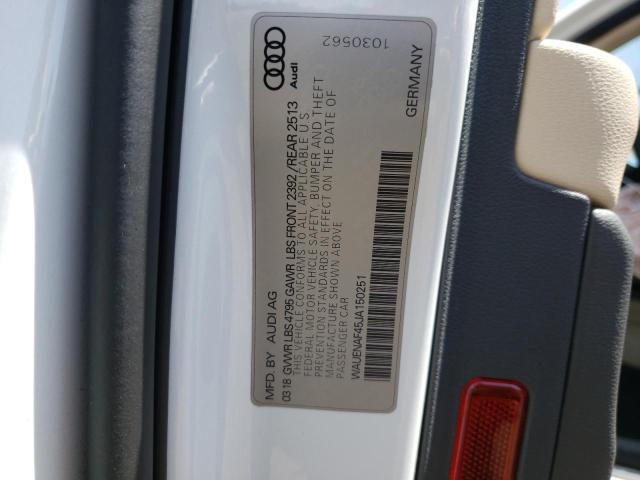 MFD. BY AUDI AG
0318 GVWR LBS 4795 GAWR LBS FRONT 2392 / REAR 2513
THIS VEHICLE CONFORMS TO ALL APPLICABLE U S
FEDERAL MOTOR VEHICLE SAFETY, BUMPER AND THEFT
PREVENTION STANDARDS IN EFFECT ON THE DATE OF
MANUFACTURE SHOWN ABOVE
PASSENGER CAR
WAUENAF45JA150251
Audi
1030562
GERMANY